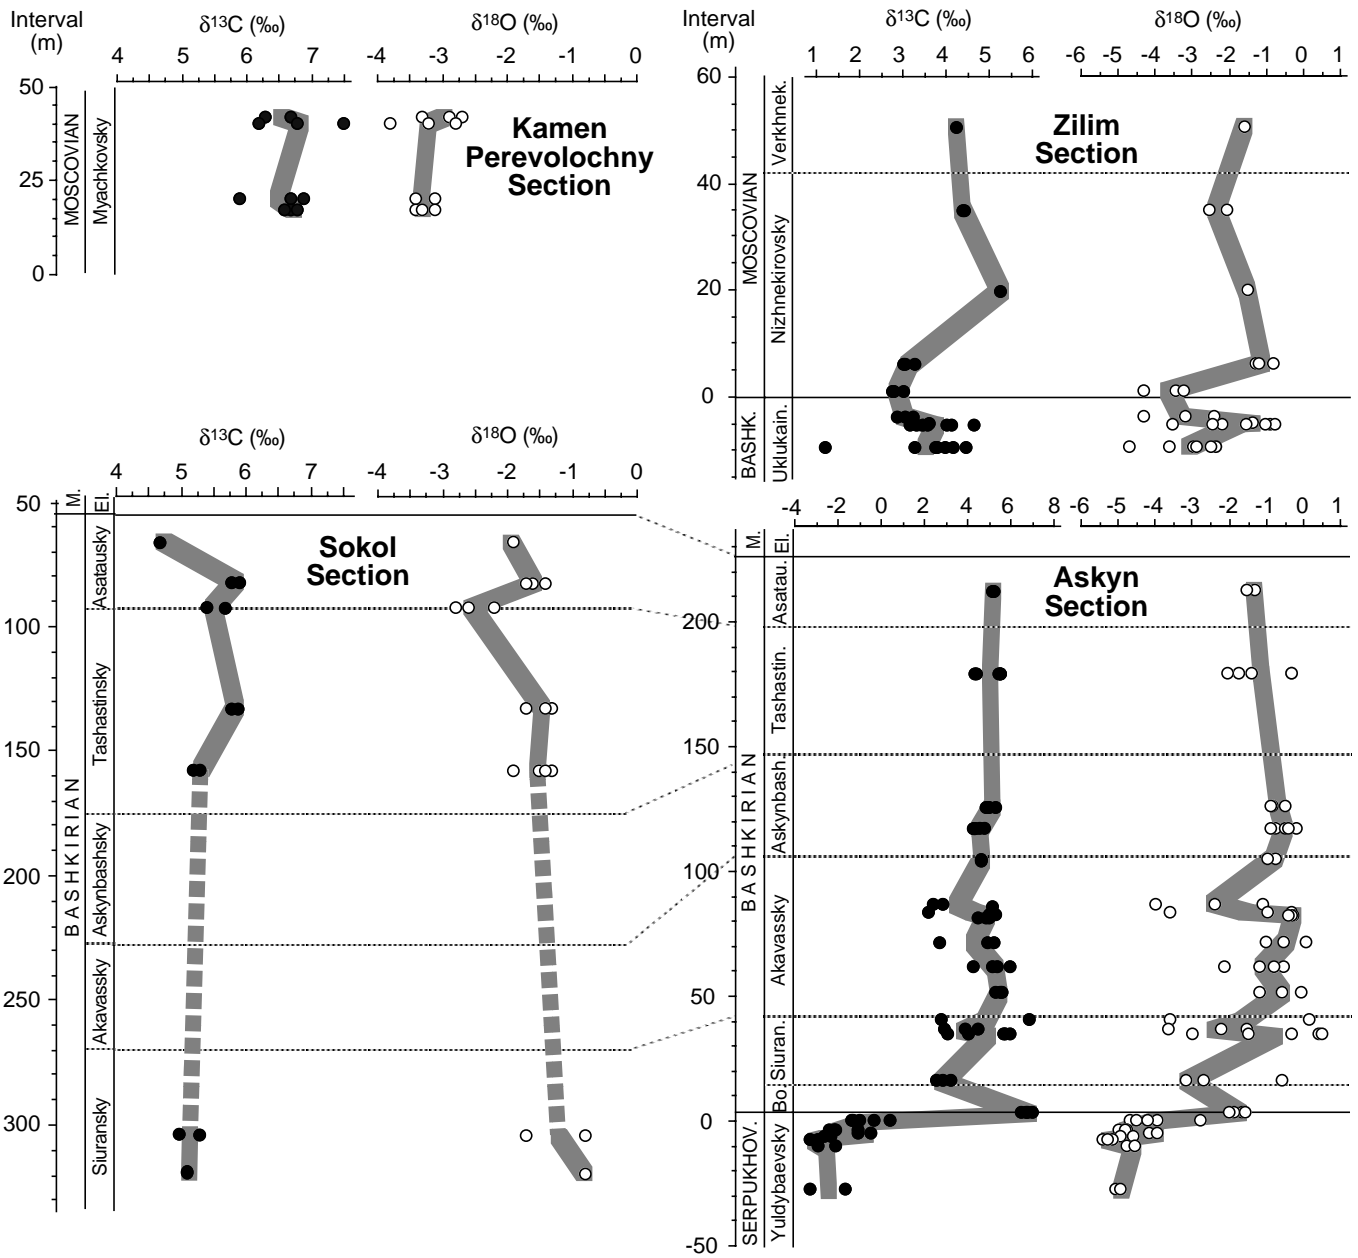 Interval
(m)
δ13C (‰)
δ18O (‰)
4 5 6 7
-4 -3 -2 -1 0
50
25
0
MOSCOVIAN
Myachkovsky
Kamen
Perevolochny
Section
Interval
(m)
δ13C (‰)
δ18O (‰)
1 2 3 4 5 6
-6 -5 -4 -3 -2 -1 0
60
40
20
0
MOSCOVIAN
BASHK.
Verkhnek.
Nizhnekirovsky
Uklukain.
Zilim
Section
δ13C (‰)
δ18O (‰)
4 5 6 7
-4 -3 -2 -1 0
50
100
150
200
250
300
M.
BASHKIRIAN
El.
Asatausky
Tashastinsky
Askynbashsky
Akavassky
Siuransky
Sokol
Section
-4 -2 0 2 4 6 8
-6 -5 -4 -3 -2 -1 0 1
200
150
100
50
0
-50
M.
BASHKIRIAN
SERPUKHOV.
El.
Asatau.
Tashastin.
Askynbash.
Akavassky
Siuran.
Bo.
Yuldybaevsky
Askyn
Section